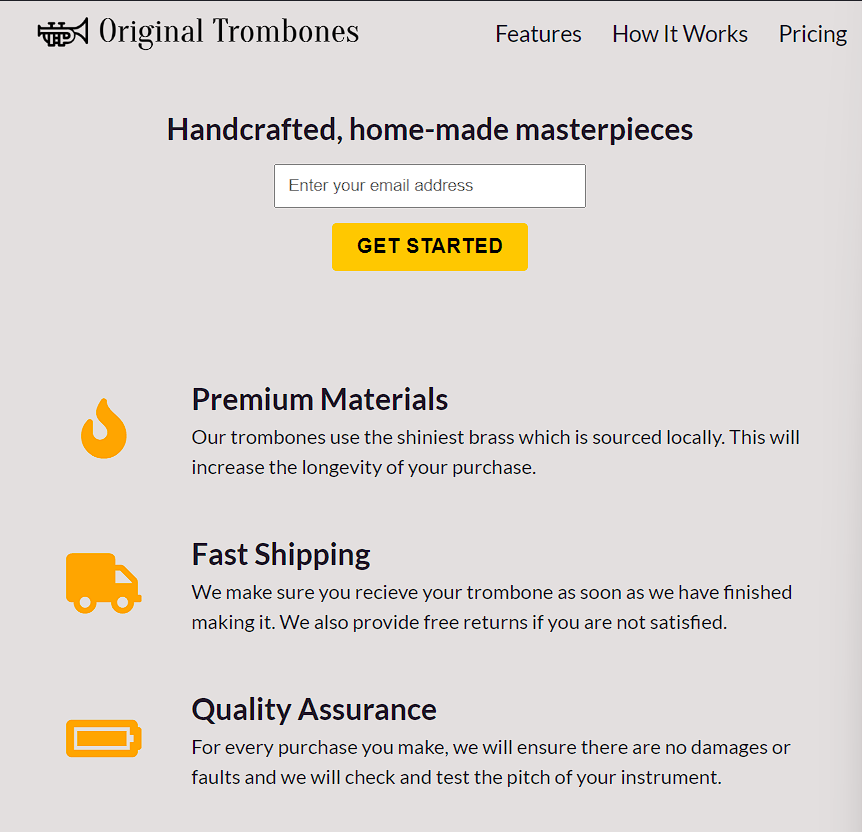 Original Trombones
Features How It Works Pricing
Handcrafted, home-made masterpieces
Enter your email address
GET STARTED
Premium Materials
Our trombones use the shiniest brass which is sourced locally. This will
increase the longevity of your purchase.
Fast Shipping
We make sure you recieve your trombone as soon as we have finished
making it. We also provide free returns if you are not satisfied.
Quality Assurance
For every purchase you make, we will ensure there are no damages or
faults and we will check and test the pitch of your instrument.